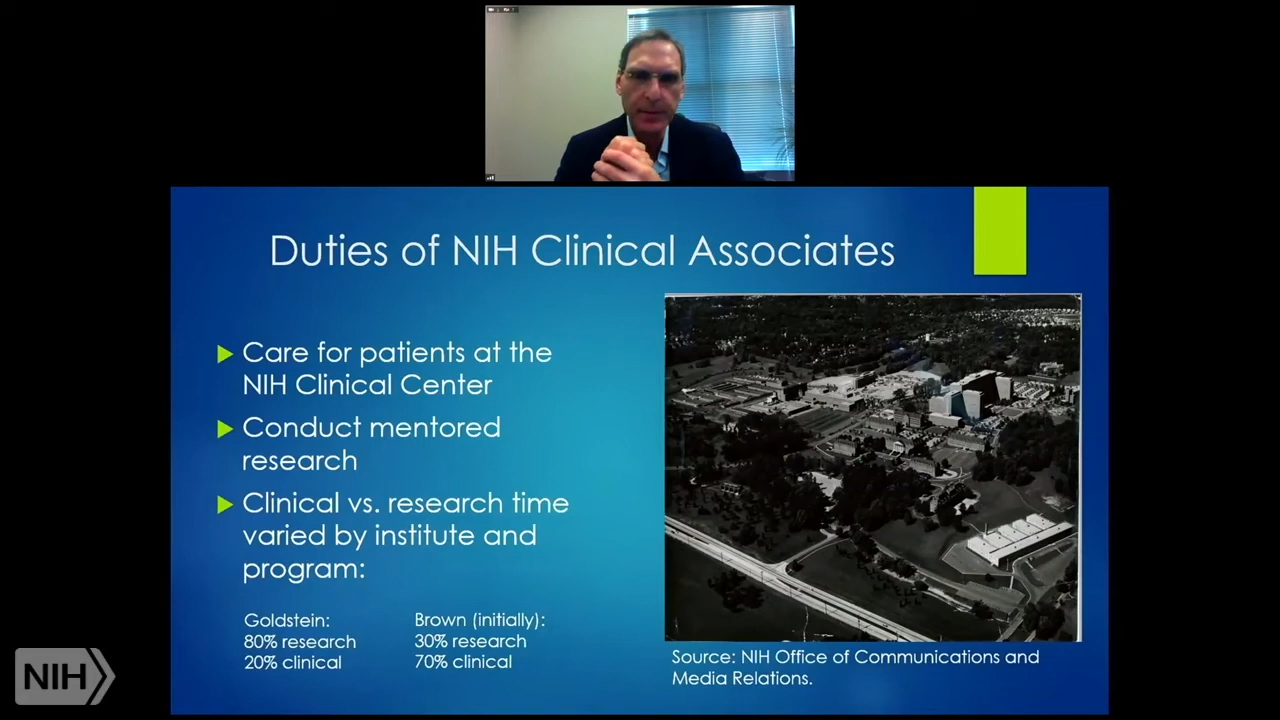 Duties of NIH Clinical Associates
Care for patients at the
NIH Clinical Center
Conduct mentored
research
Clinical vs. research time
varied by institute and
program:
Goldstein:
80% research
20% clinical
Brown (initially):
30% research
70% clinical
Source: NIH Office of Communications and
Media Relations.
NIH